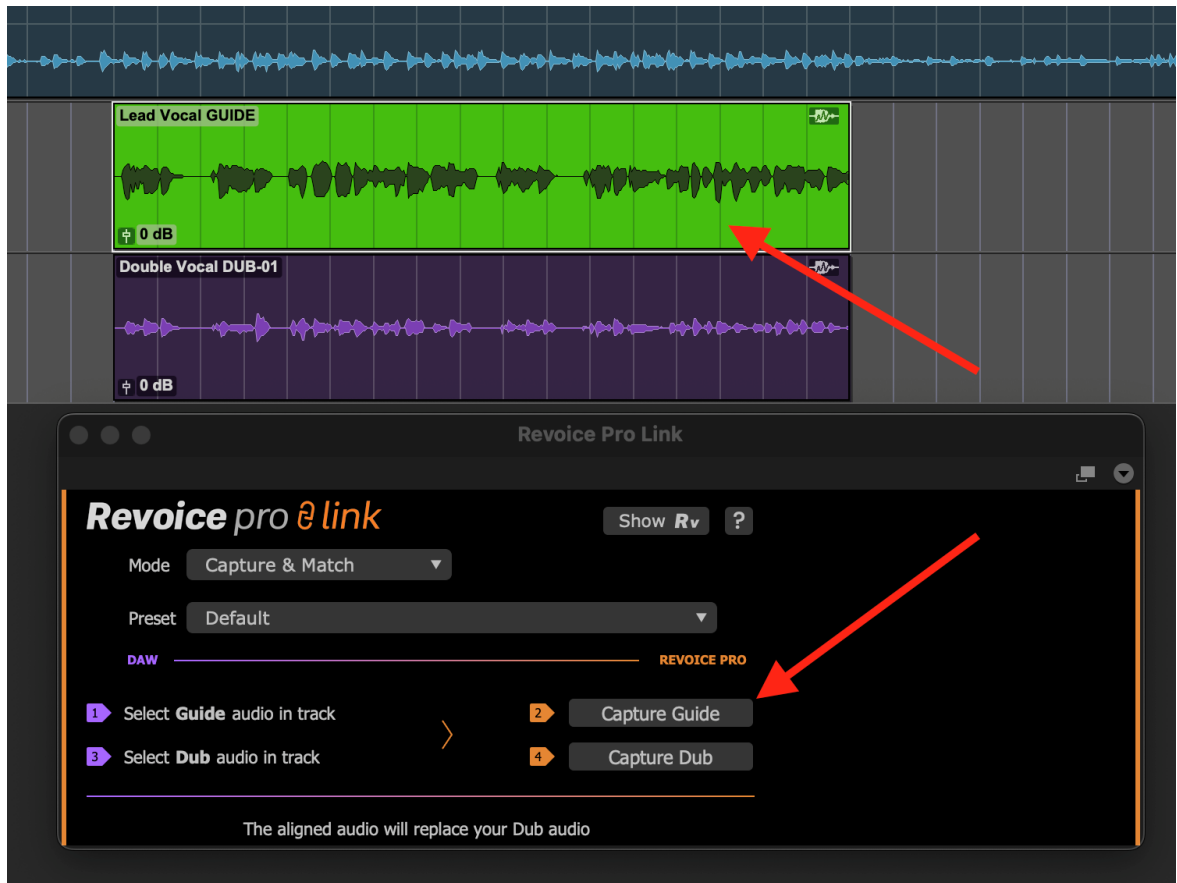 Lead Vocal GUIDE
0 dB
Double Vocal DUB-01
0 dB
Revoice Pro Link
Revoice pro link
Show Rv ?
Mode Capture & Match
Preset Default
DAW REVOICE PRO
1 Select Guide audio in track 2 Capture Guide
3 Select Dub audio in track 4 Capture Dub
The aligned audio will replace your Dub audio